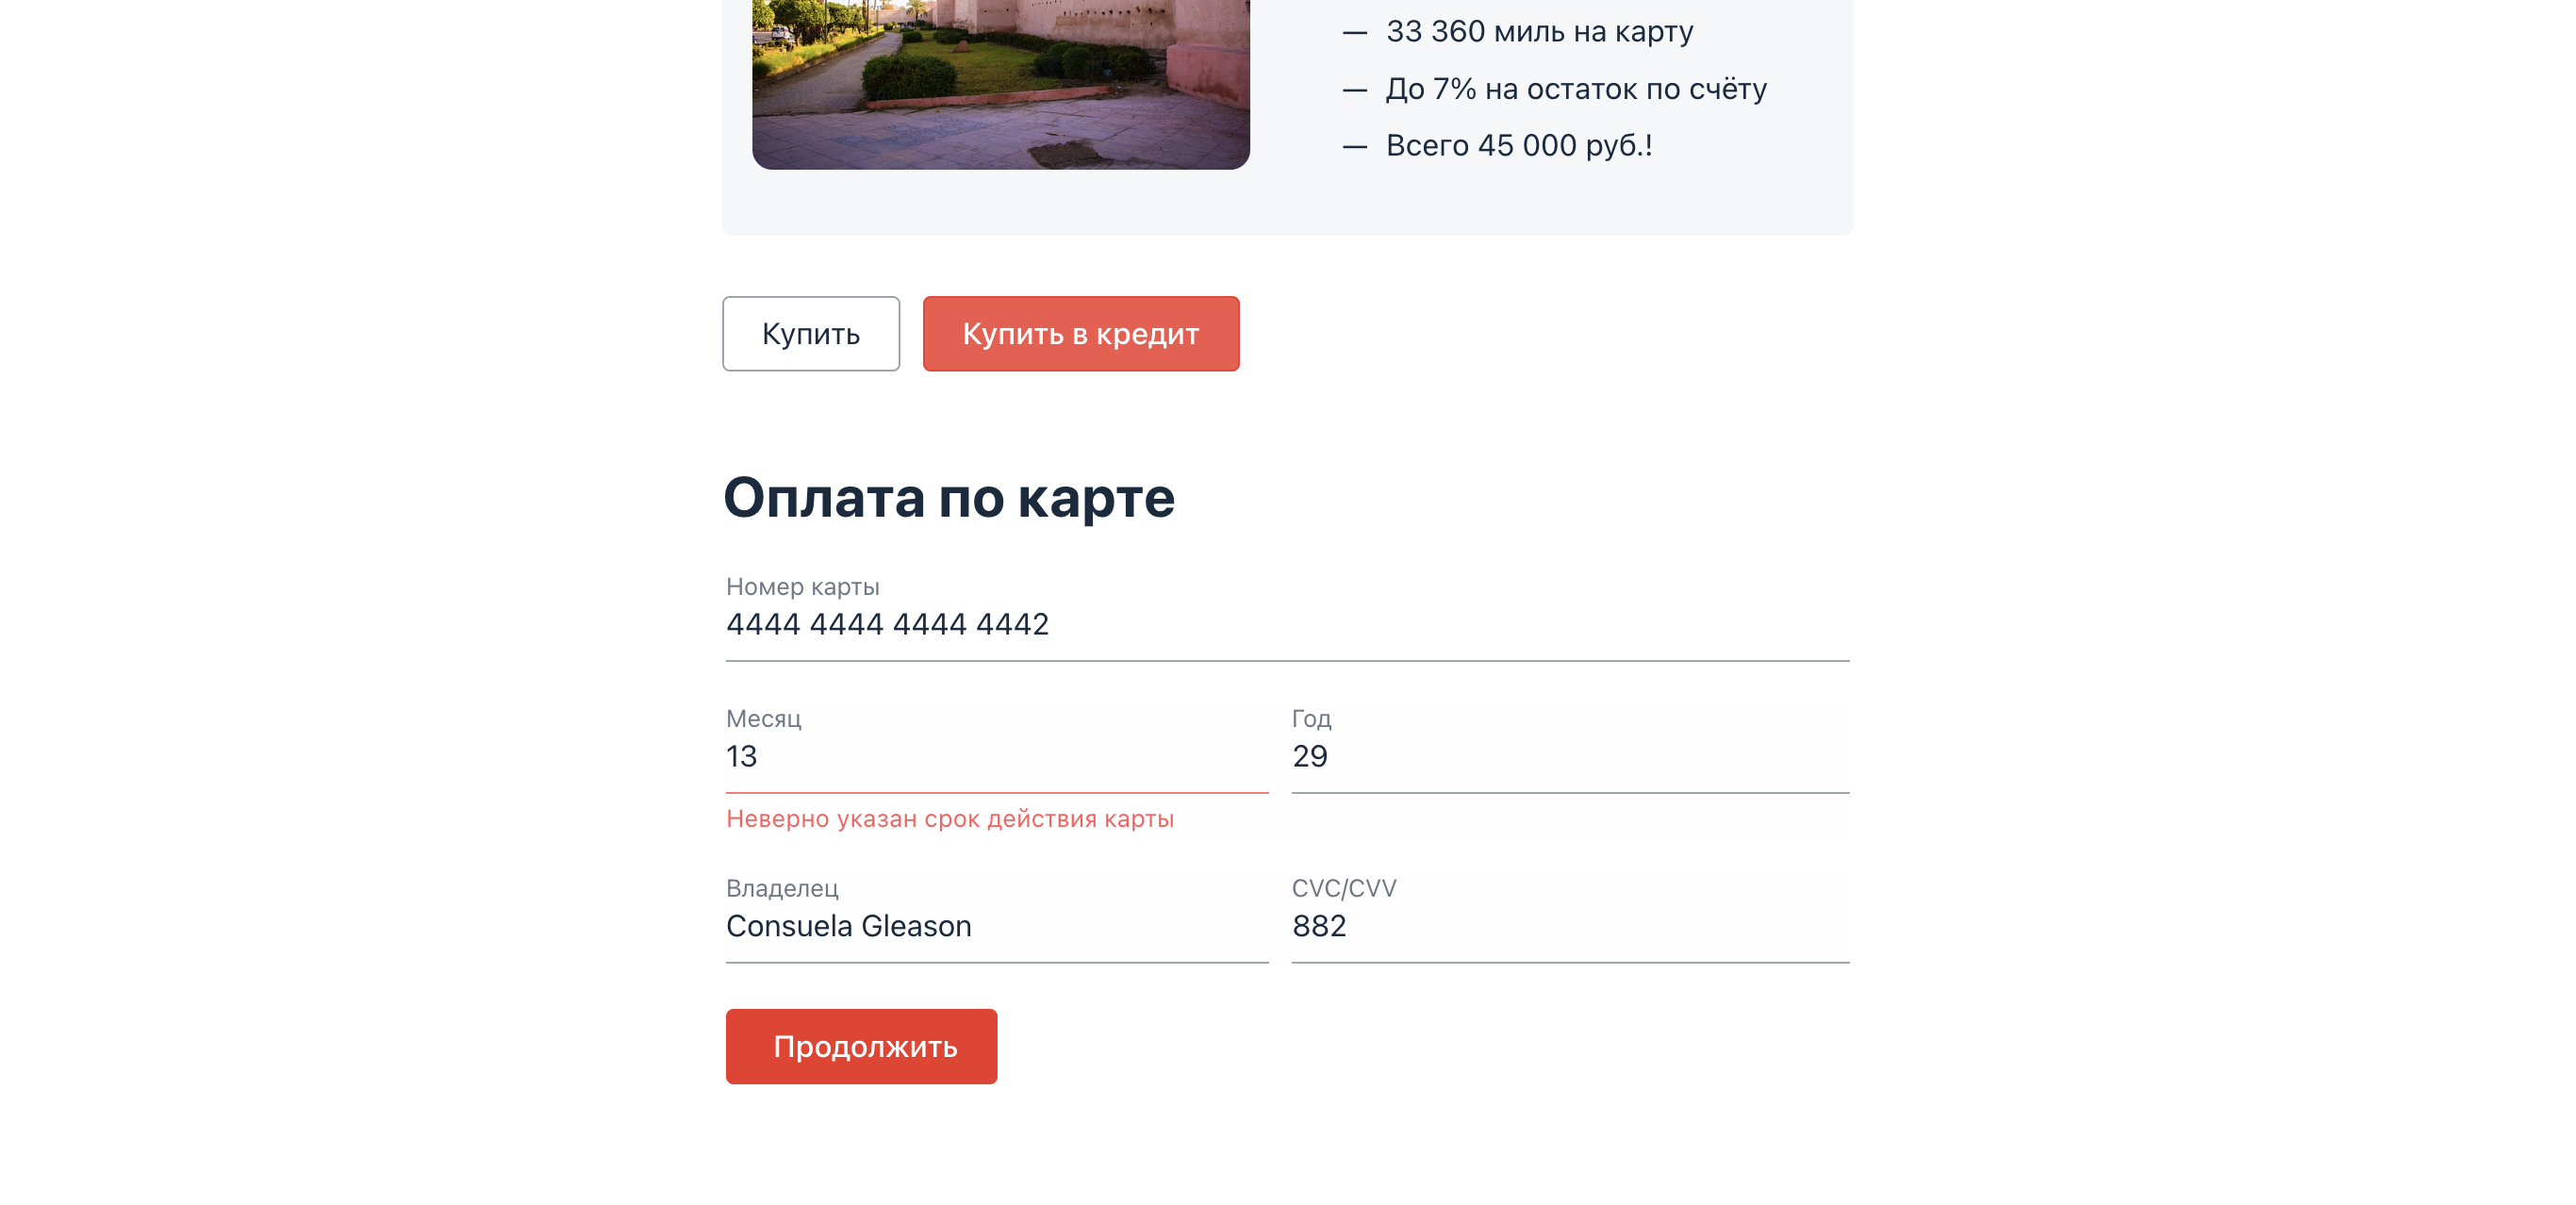 — 33 360 миль на карту
— До 7% на остаток по счёту
— Всего 45 000 руб.!
Купить
Купить в кредит
Оплата по карте
Номер карты
4444 4444 4444 4442
Месяц
Год
13
29
Неверно указан срок действия карты
Владелец
CVC/CVV
Consuela Gleason
882
Продолжить